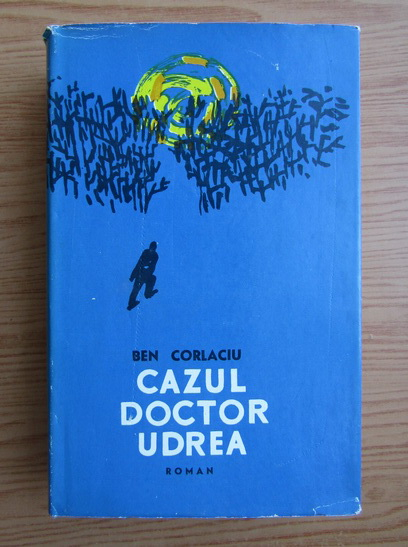 BEN CORLACIU
CAZUL
DOCTOR
UDREA
ROMAN